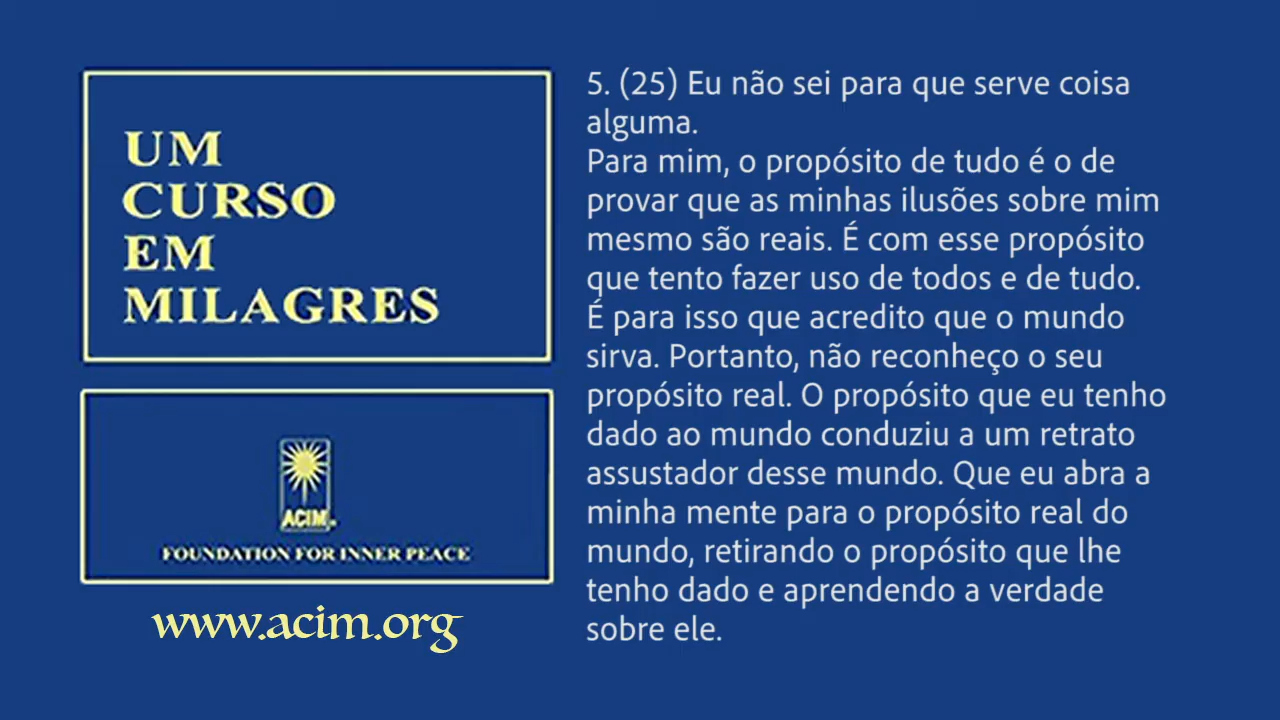 UM
CURSO
EM
MILAGRES
ACIM®
FOUNDATION FOR INNER PEACE
www.acim.org
5. (25) Eu não sei para que serve coisa
alguma.
Para mim, o propósito de tudo é o de
provar que as minhas ilusões sobre mim
mesmo são reais. É com esse propósito
que tento fazer uso de todos e de tudo.
É para isso que acredito que o mundo
sirva. Portanto, não reconheço o seu
propósito real. O propósito que eu tenho
dado ao mundo conduziu a um retrato
assustador desse mundo. Que eu abra a
minha mente para o propósito real do
mundo, retirando o propósito que lhe
tenho dado e aprendendo a verdade
sobre ele.